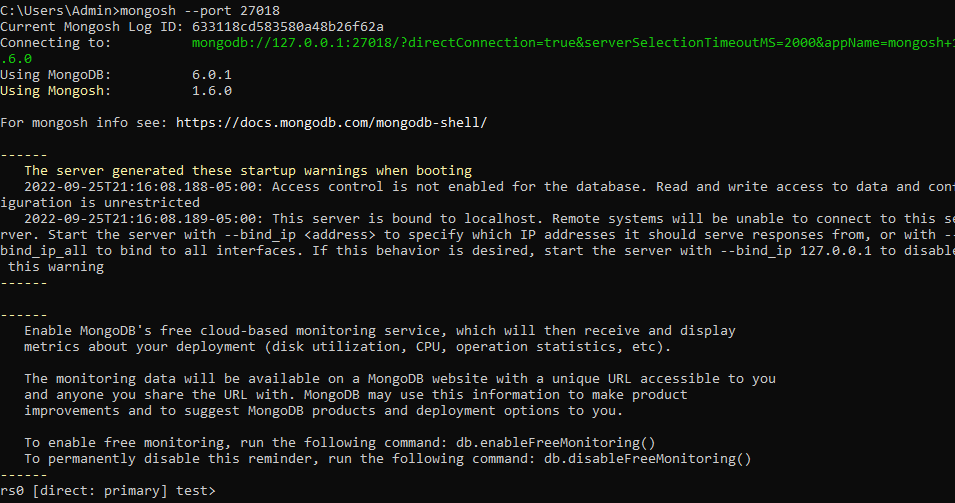 C:\Users\Admin>mongosh --port 27018
Current Mongosh Log ID: 633118cd583580a48b26f62a
Connecting to:          mongodb://127.0.0.1:27018/?directConnection=true&serverSelectionTimeoutMS=2000&appName=mongosh+1
.6.0
Using MongoDB:          6.0.1
Using Mongosh:          1.6.0
For mongosh info see: https://docs.mongodb.com/mongodb-shell/
------
   The server generated these startup warnings when booting
   2022-09-25T21:16:08.188-05:00: Access control is not enabled for the database. Read and write access to data and conf
iguration is unrestricted
   2022-09-25T21:16:08.189-05:00: This server is bound to localhost. Remote systems will be unable to connect to this se
rver. Start the server with --bind_ip <address> to specify which IP addresses it should serve responses from, or with --
bind_ip_all to bind to all interfaces. If this behavior is desired, start the server with --bind_ip 127.0.0.1 to disable
 this warning
------
------
   Enable MongoDB's free cloud-based monitoring service, which will then receive and display
   metrics about your deployment (disk utilization, CPU, operation statistics, etc).
   The monitoring data will be available on a MongoDB website with a unique URL accessible to you
   and anyone you share the URL with. MongoDB may use this information to make product
   improvements and to suggest MongoDB products and deployment options to you.
   To enable free monitoring, run the following command: db.enableFreeMonitoring()
   To permanently disable this reminder, run the following command: db.disableFreeMonitoring()
------
rs0 [direct: primary] test>